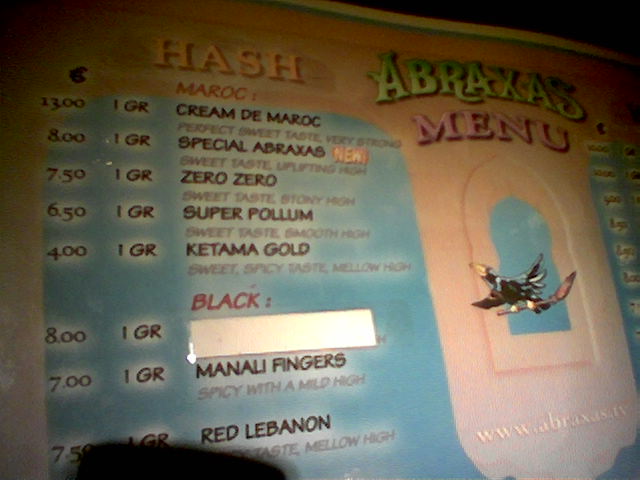 HASH
ABRAXAS
MENU
€
MAROC :
13.00 1 GR CREAM DE MAROC
PERFECT SWEET TASTE, VERY STRONG
8.00 1 GR SPECIAL ABRAXAS NEW!
SWEET TASTE, UPLIFTING HIGH
7.50 1 GR ZERO ZERO
SWEET TASTE, STONY HIGH
6.50 1 GR SUPER POLLUM
SWEET TASTE, SMOOTH HIGH
4.00 1 GR KETAMA GOLD
SWEET, SPICY TASTE, MELLOW HIGH
BLACK :
8.00 1 GR
7.00 1 GR MANALI FINGERS
SPICY WITH A MILD HIGH
7.50 GR RED LEBANON
TASTE, MELLOW HIGH
€
www.abraxas.tv